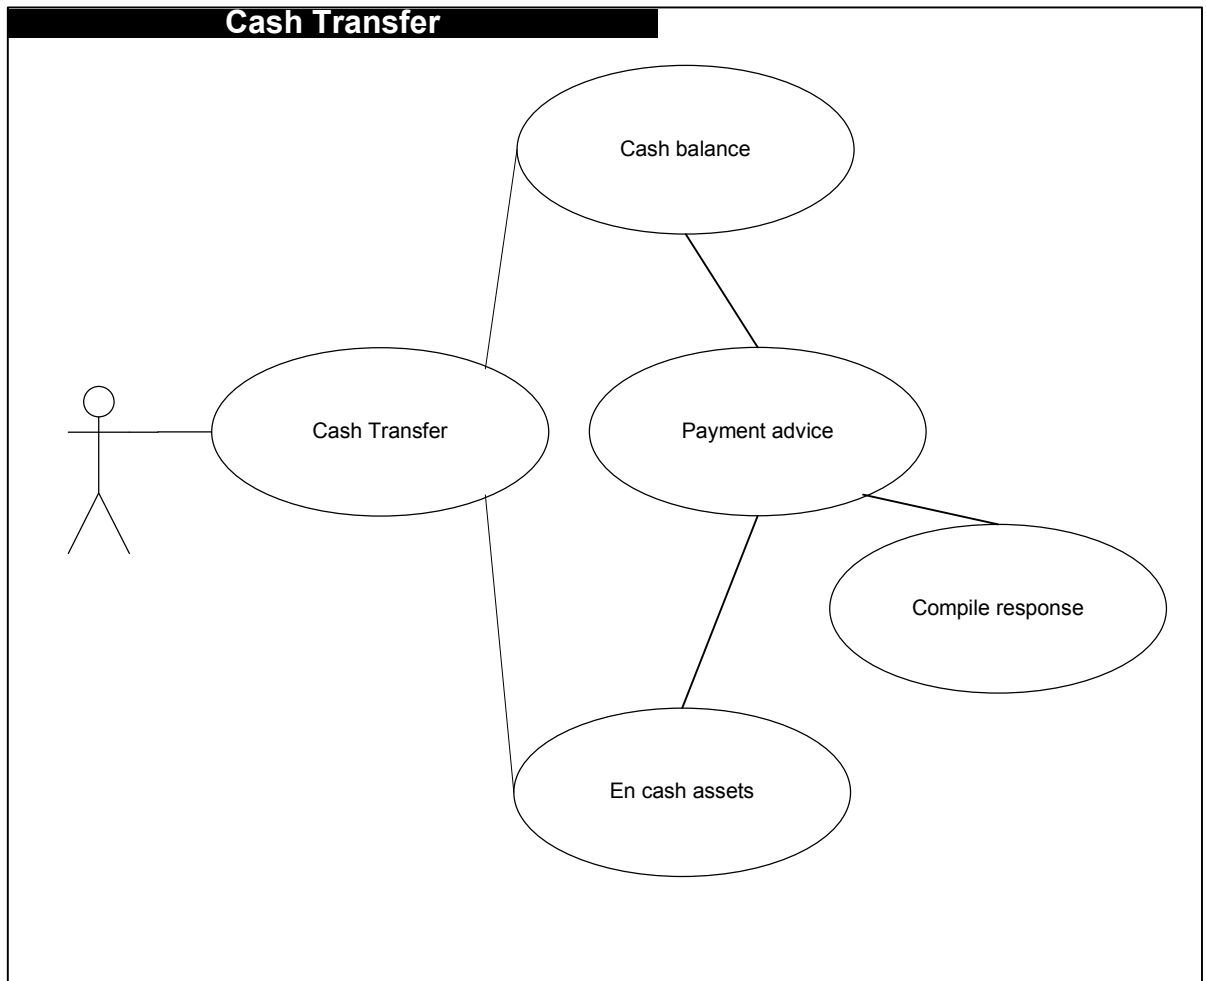 Cash Transfer
Cash balance
Cash Transfer
Payment advice
Compile response
En cash assets